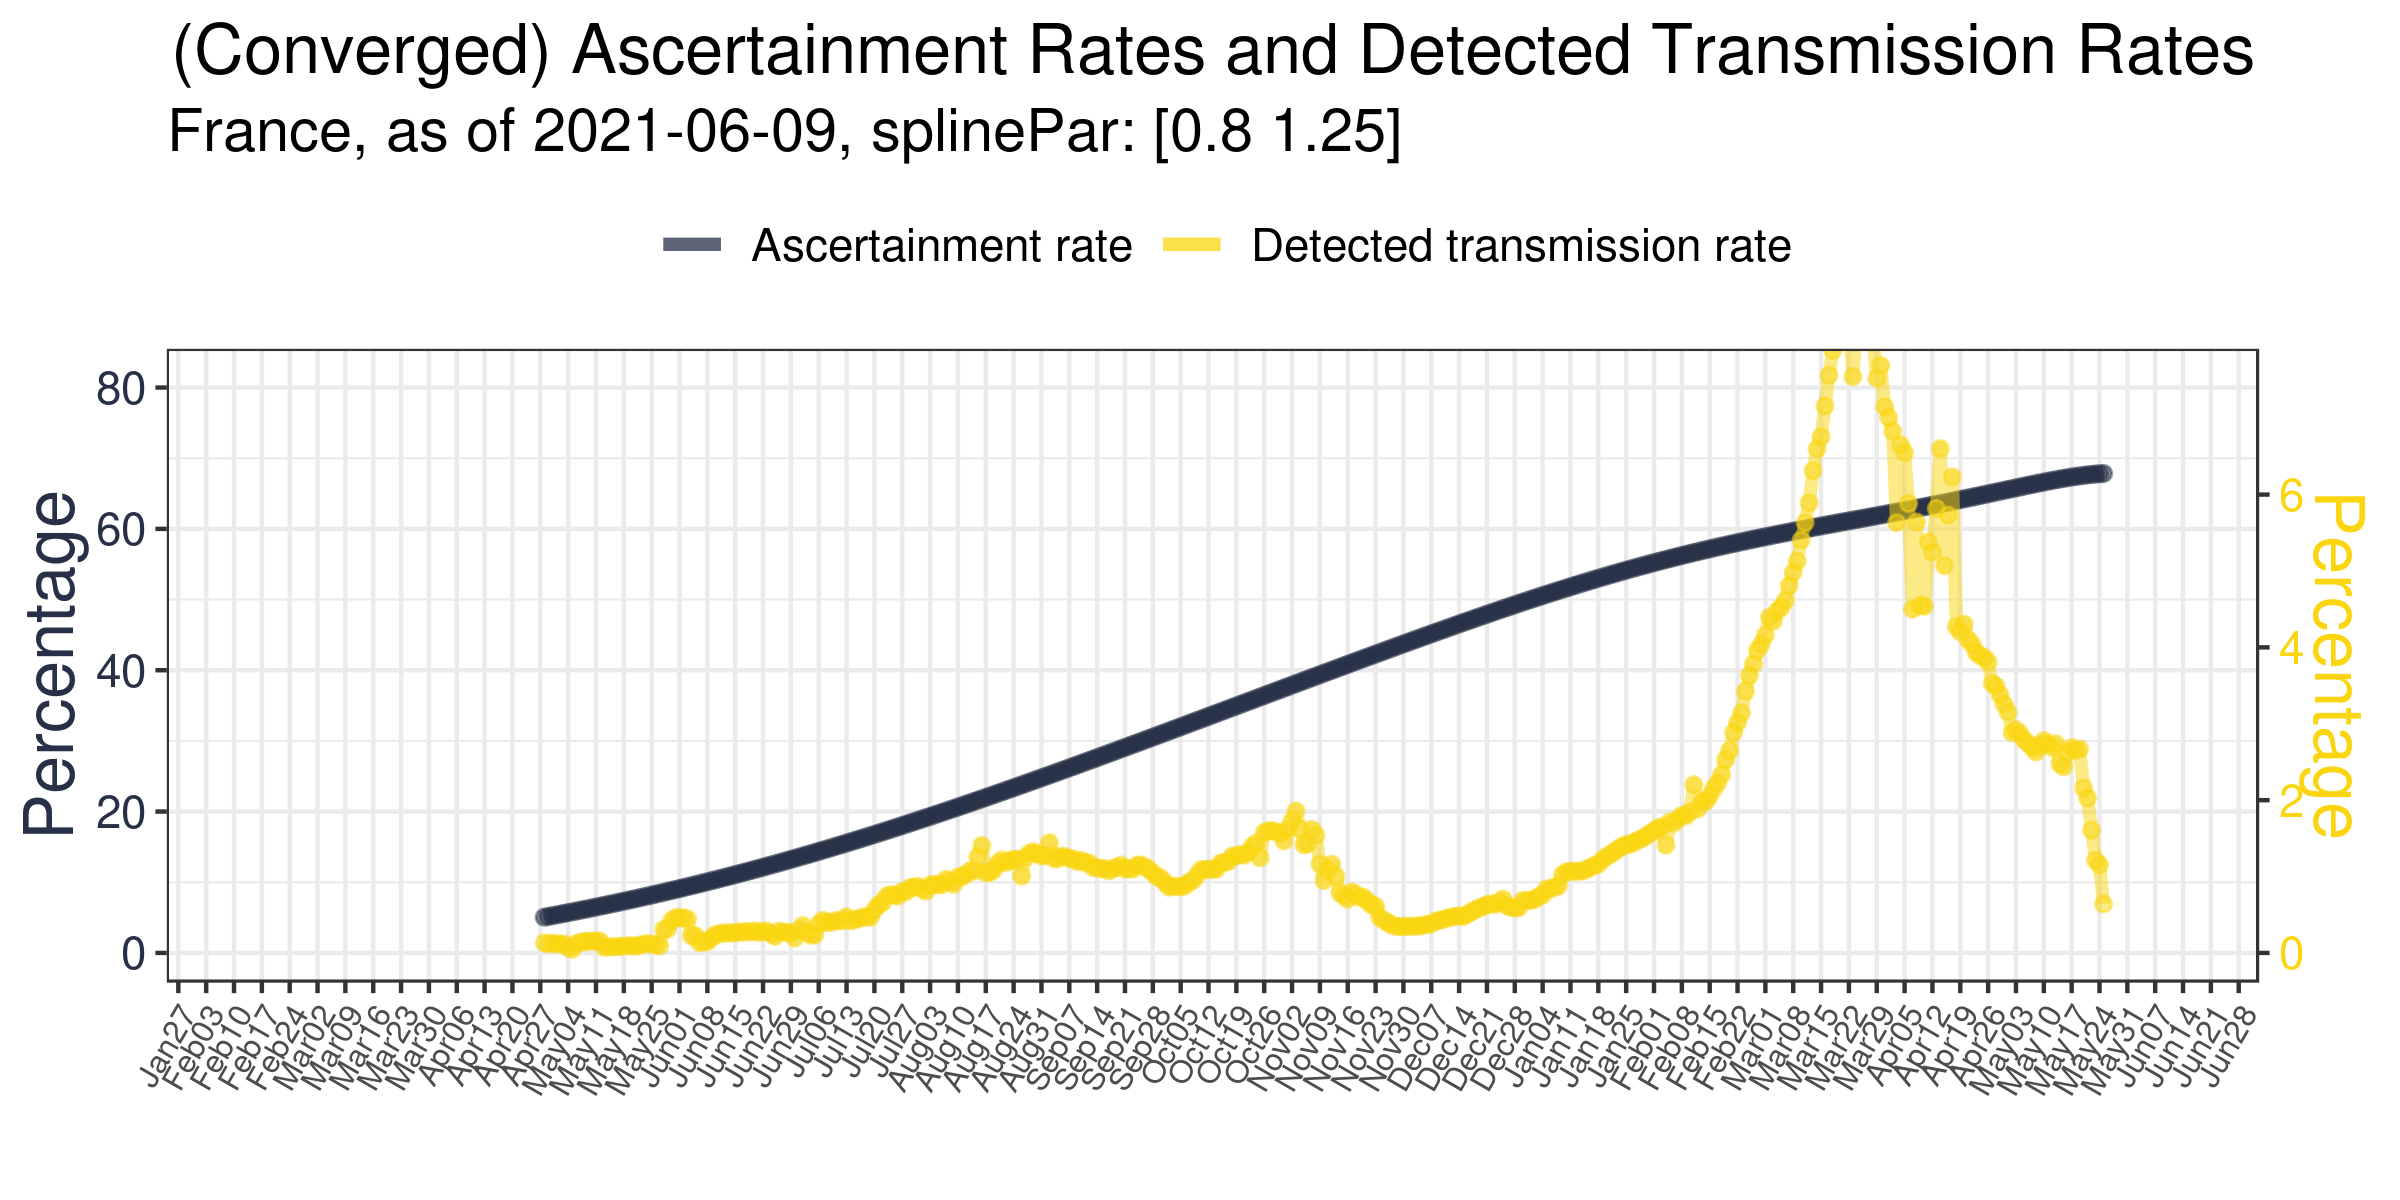 (Converged) Ascertainment Rates and Detected Transmission Rates
France, as of 2021-06-09, splinePar: [0.8 1.25]
Ascertainment rate Detected transmission rate
Percentage
80
60
40
20
0
6
4
2
0
Percentage
Jan27 Feb03 Feb10 Feb17 Feb24 Mar02 Mar09 Mar16 Mar23 Mar30 Apr06 Apr13 Apr20 Apr27 May04 May11 May18 May25 Jun01 Jun08 Jun15 Jun22 Jun29 Jul06 Jul13 Jul20 Jul27 Aug03 Aug10 Aug17 Aug24 Aug31 Sep07 Sep14 Sep21 Sep28 Oct05 Oct12 Oct19 Oct26 Nov02 Nov09 Nov16 Nov23 Nov30 Dec07 Dec14 Dec21 Dec28 Jan04 Jan11 Jan18 Jan25 Feb01 Feb08 Feb15 Feb22 Mar01 Mar08 Mar15 Mar22 Mar29 Apr05 Apr12 Apr19 Apr26 May03 May10 May17 May24 May31 Jun07 Jun14 Jun21 Jun28